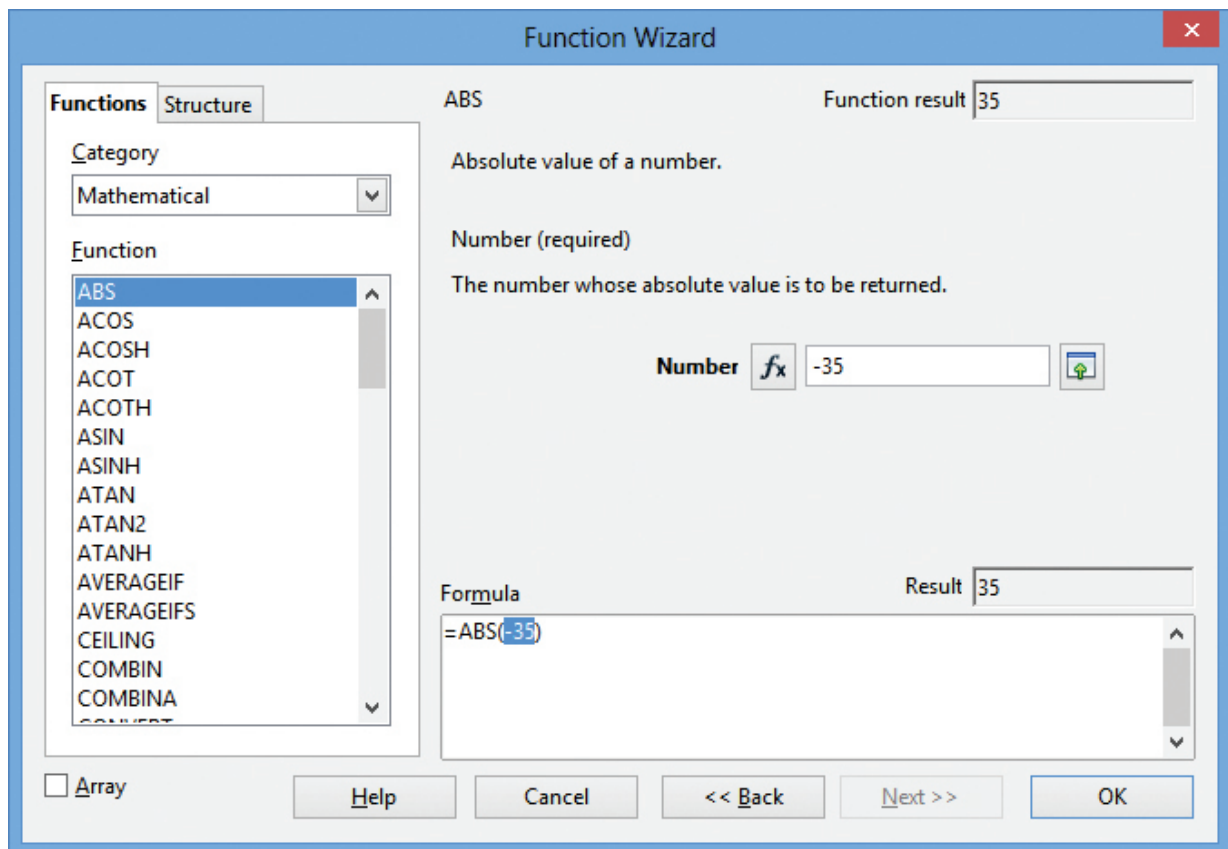 Function Wizard
Functions Structure
Category
Mathematical
Function
ABS
ACOS
ACOSH
ACOT
ACOTH
ASIN
ASINH
ATAN
ATAN2
ATANH
AVERAGEIF
AVERAGEIFS
CEILING
COMBIN
COMBINA
CONVERT
ABS Function result 35
Absolute value of a number.
Number (required)
The number whose absolute value is to be returned.
Number fx -35
Formula Result 35
=ABS(-35)
Array Help Cancel << Back Next >> OK